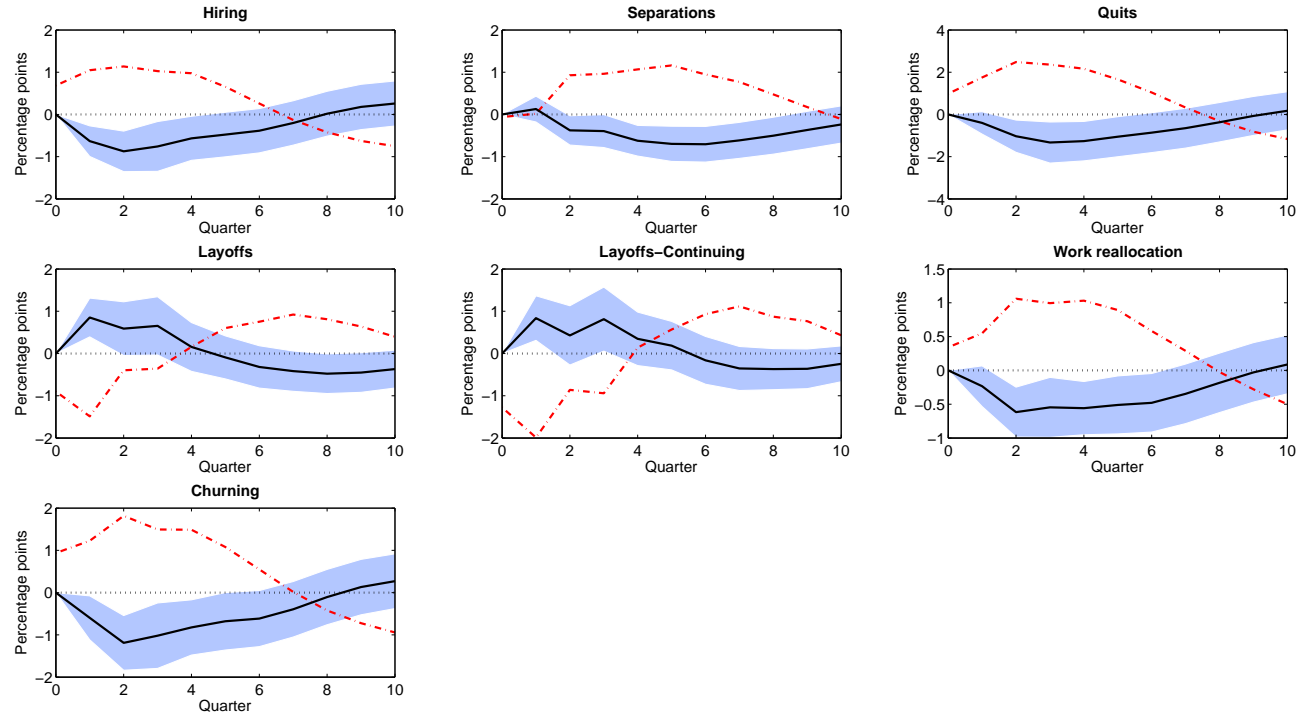 Hiring
Percentage points
2
1
0
−1
−2
0 2 4 6 8 10
Quarter
Separations
Percentage points
2
1
0
−1
−2
0 2 4 6 8 10
Quarter
Quits
Percentage points
4
2
0
−2
−4
0 2 4 6 8 10
Quarter
Layoffs
Percentage points
2
1
0
−1
−2
0 2 4 6 8 10
Quarter
Layoffs−Continuing
Percentage points
2
1
0
−1
−2
0 2 4 6 8 10
Quarter
Work reallocation
Percentage points
1.5
1
0.5
0
−0.5
−1
0 2 4 6 8 10
Quarter
Churning
Percentage points
2
1
0
−1
−2
0 2 4 6 8 10
Quarter